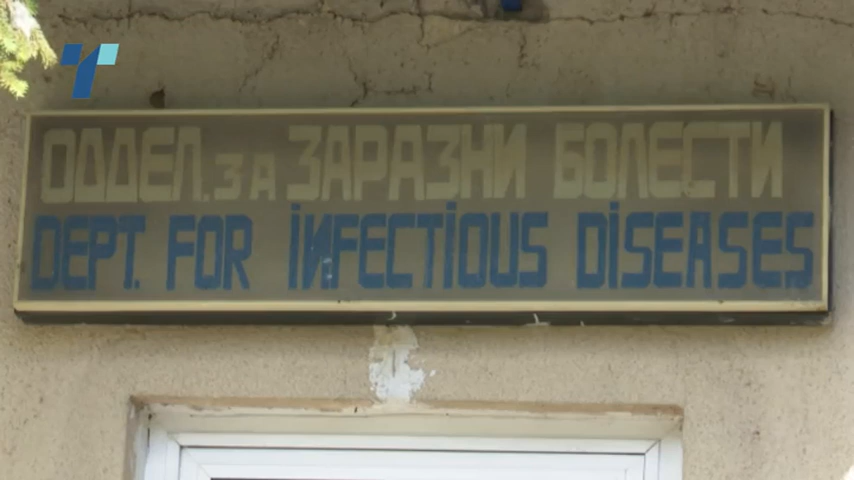 ОДДЕЛ. за ЗАРАЗНИ БОЛЕСТИ
DEPT. FOR iNFECTiOUS DiSEASES